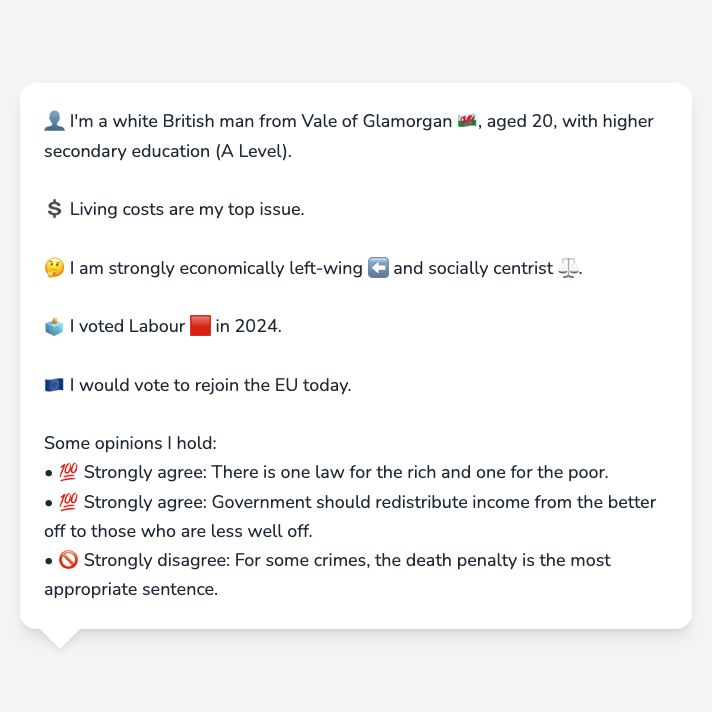 👤 I'm a white British man from Vale of Glamorgan 🏴󠁧󠁢󠁷󠁬󠁳󠁿, aged 20, with higher
secondary education (A Level).
💲 Living costs are my top issue.
🤔 I am strongly economically left-wing ⬅️ and socially centrist ⚖️.
🗳️ I voted Labour 🟥 in 2024.
🇪🇺 I would vote to rejoin the EU today.
Some opinions I hold:
• 💯 Strongly agree: There is one law for the rich and one for the poor.
• 💯 Strongly agree: Government should redistribute income from the better
off to those who are less well off.
• 🚫 Strongly disagree: For some crimes, the death penalty is the most
appropriate sentence.